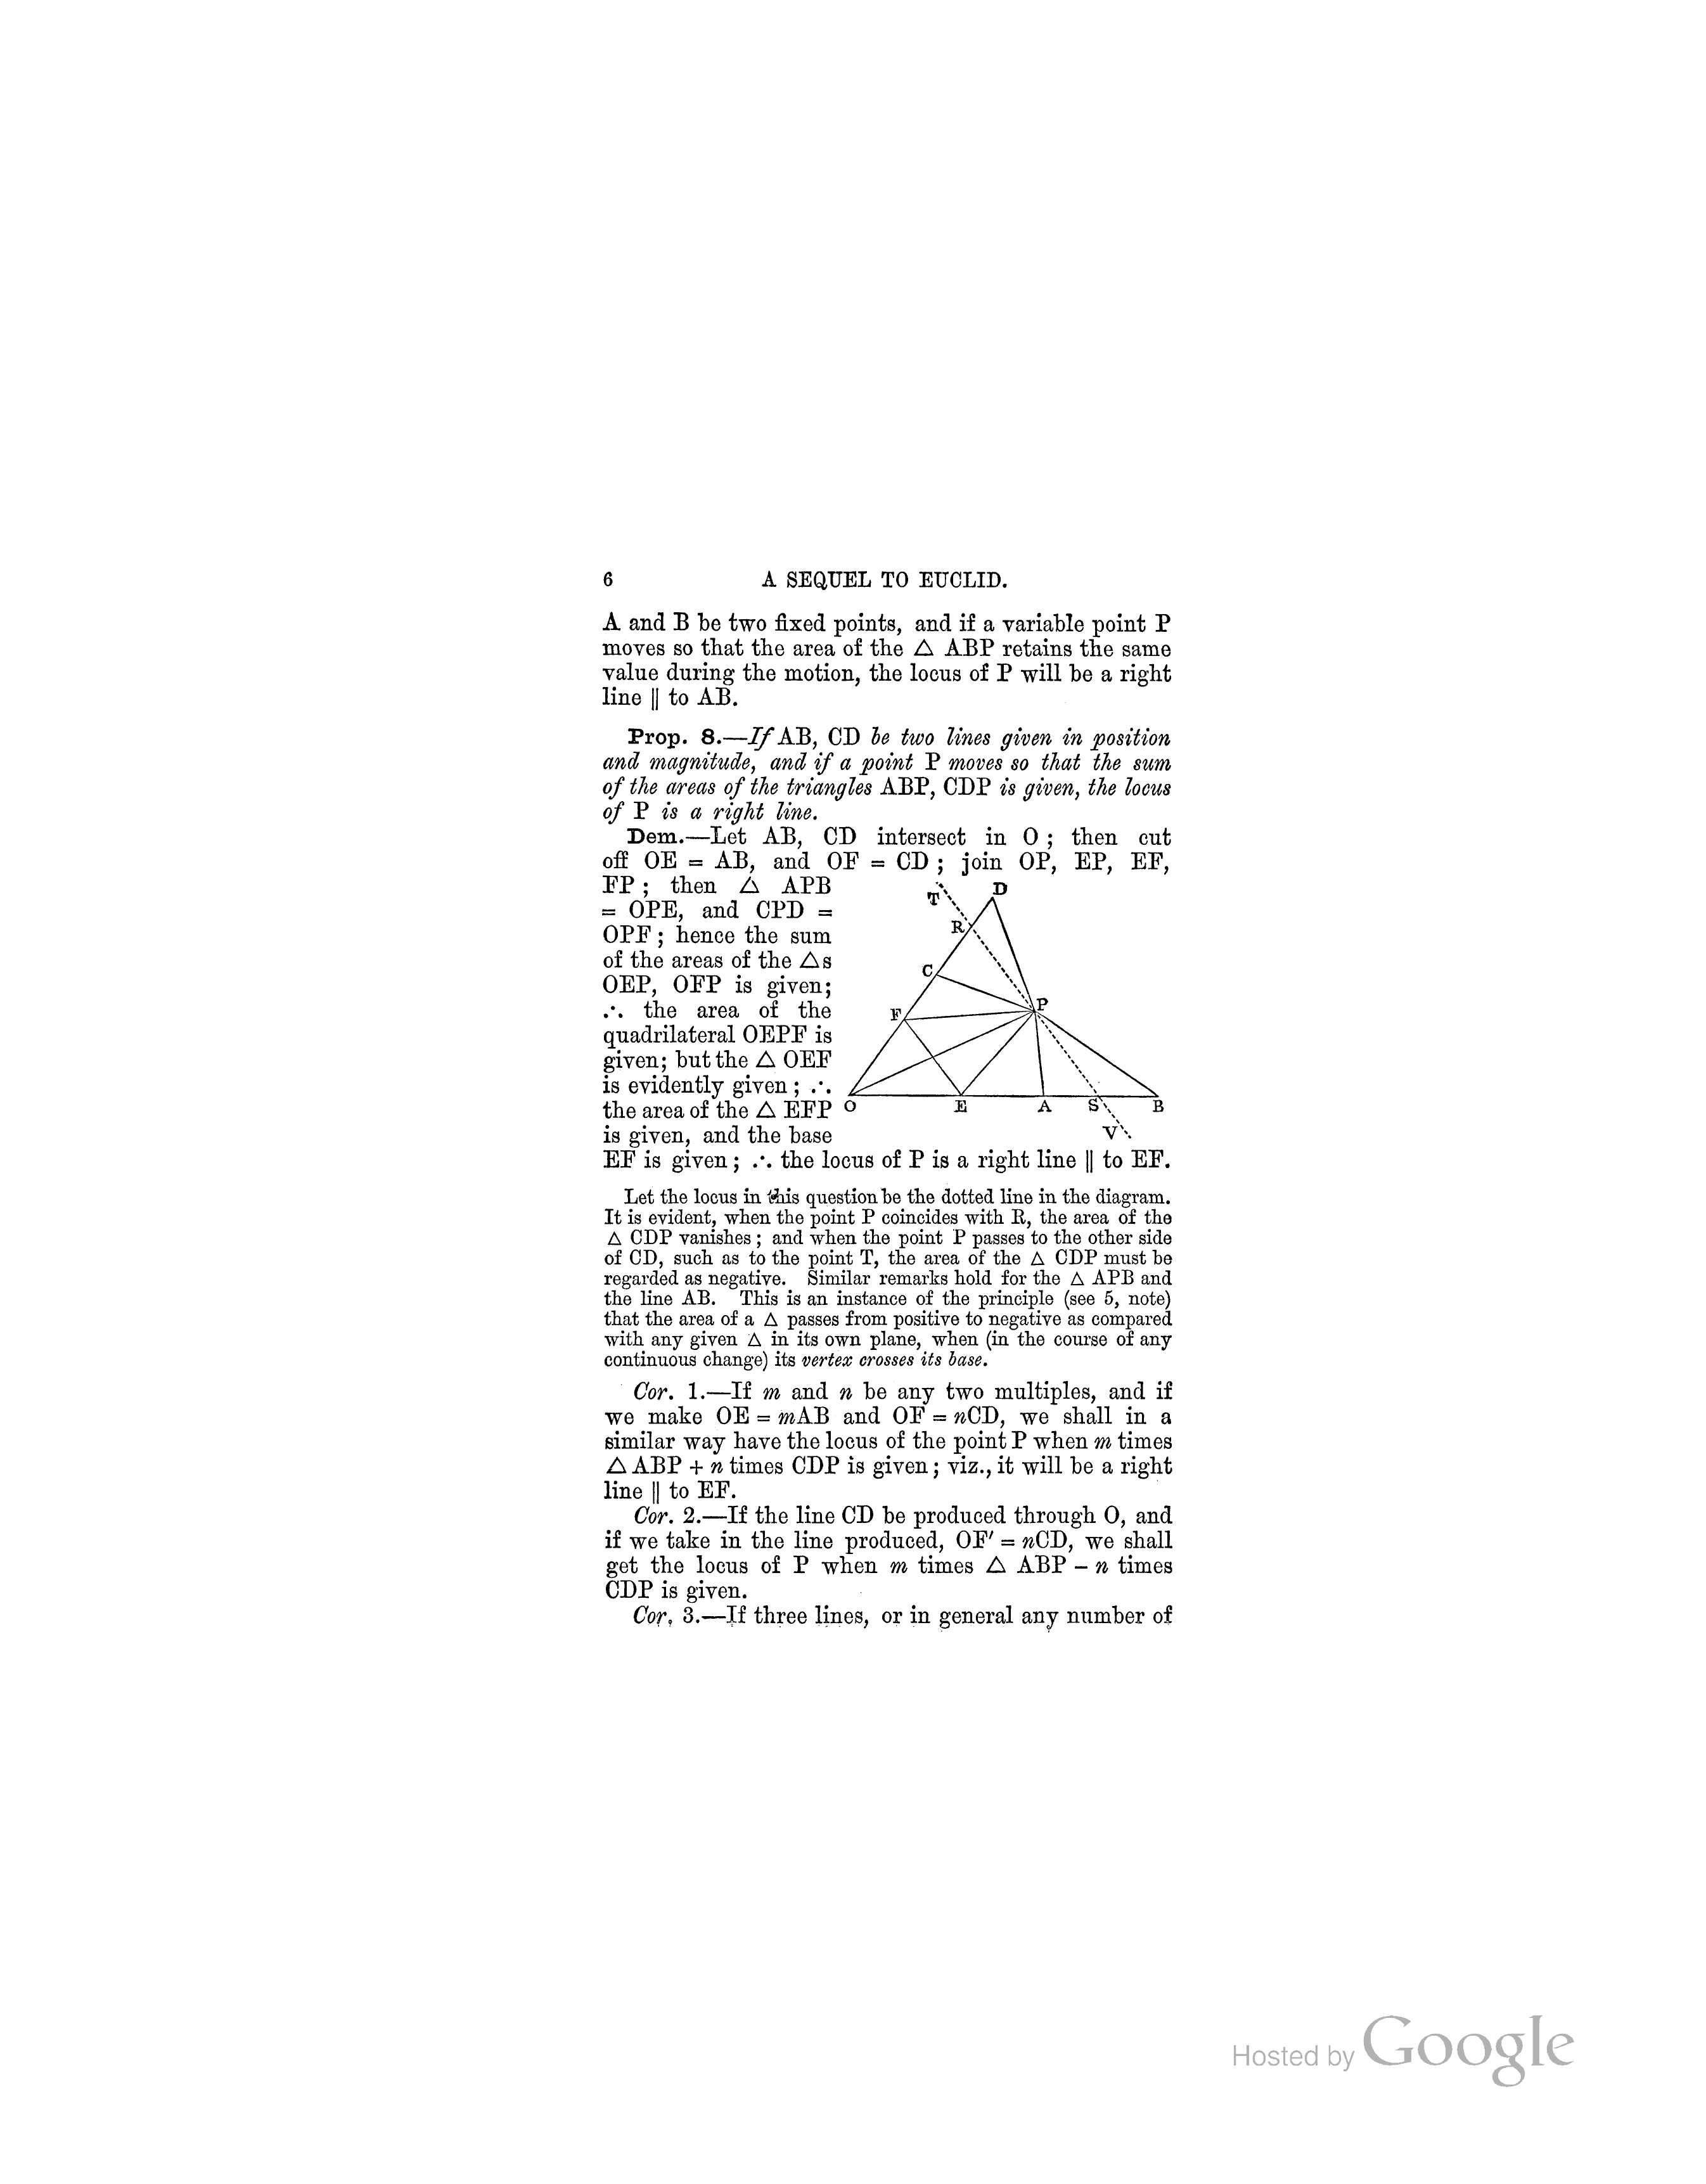 6 A SEQUEL TO EUCLID.
A and B be two fixed points, and if a variable point P
moves so that the area of the △ ABP retains the same
value during the motion, the locus of P will be a right
line || to AB.
Prop. 8.—If AB, CD be two lines given in position
and magnitude, and if a point P moves so that the sum
of the areas of the triangles ABP, CDP is given, the locus
of P is a right line.
Dem.—Let AB, CD intersect in O; then cut
off OE = AB, and OF = CD; join OP, EP, EF,
FP; then △ APB
= OPE, and CPD =
OPF; hence the sum
of the areas of the △s
OEP, OFP is given;
∴ the area of the
quadrilateral OEPF is
given; but the △ OEF
is evidently given; ∴
the area of the △ EFP
is given, and the base
T D
R
C
F P
O E A S B
V
EF is given; ∴ the locus of P is a right line || to EF.
Let the locus in this question be the dotted line in the diagram.
It is evident, when the point P coincides with R, the area of the
△ CDP vanishes; and when the point P passes to the other side
of CD, such as to the point T, the area of the △ CDP must be
regarded as negative. Similar remarks hold for the △ APB and
the line AB. This is an instance of the principle (see 5, note)
that the area of a △ passes from positive to negative as compared
with any given △ in its own plane, when (in the course of any
continuous change) its vertex crosses its base.
Cor. 1.—If m and n be any two multiples, and if
we make OE = mAB and OF = nCD, we shall in a
similar way have the locus of the point P when m times
△ ABP + n times CDP is given; viz., it will be a right
line || to EF.
Cor. 2.—If the line CD be produced through O, and
if we take in the line produced, OF′ = nCD, we shall
get the locus of P when m times △ ABP – n times
CDP is given.
Cor. 3.—If three lines, or in general any number of
Hosted by Google